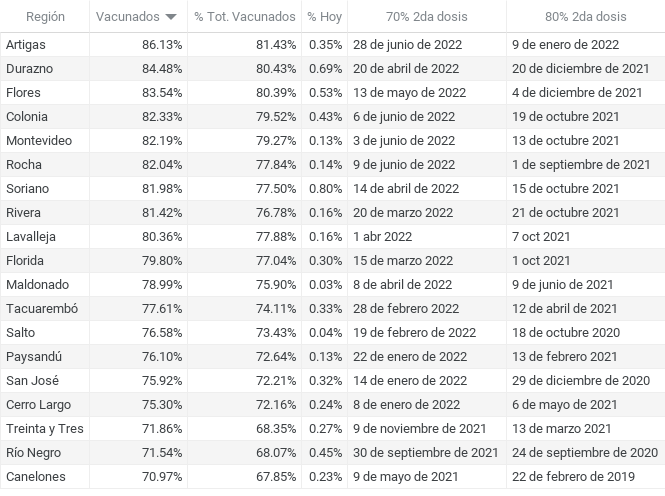 Región Vacunados % Tot. Vacunados % Hoy 70% 2da dosis 80% 2da dosis
Artigas 86.13% 81.43% 0.35% 28 de junio de 2022 9 de enero de 2022
Durazno 84.48% 80.43% 0.69% 20 de abril de 2022 20 de diciembre de 2021
Flores 83.54% 80.39% 0.53% 13 de mayo de 2022 4 de diciembre de 2021
Colonia 82.33% 79.52% 0.43% 6 de junio de 2022 19 de octubre 2021
Montevideo 82.19% 79.27% 0.13% 3 de junio de 2022 13 de octubre 2021
Rocha 82.04% 77.84% 0.14% 9 de junio de 2022 1 de septiembre de 2021
Soriano 81.98% 77.50% 0.80% 14 de abril de 2022 15 de octubre 2021
Rivera 81.42% 76.78% 0.16% 20 de marzo 2022 21 de octubre 2021
Lavalleja 80.36% 77.88% 0.16% 1 abr 2022 7 oct 2021
Florida 79.80% 77.04% 0.30% 15 de marzo de 2022 1 oct 2021
Maldonado 78.99% 75.90% 0.03% 8 de abril de 2022 9 de junio de 2021
Tacuarembó 77.61% 74.11% 0.33% 28 de febrero de 2022 12 de abril de 2021
Salto 76.58% 73.43% 0.04% 19 de febrero de 2022 18 de octubre 2020
Paysandú 76.10% 72.64% 0.13% 22 de enero de 2022 13 de febrero 2021
San José 75.92% 72.21% 0.32% 14 de enero de 2022 29 de diciembre de 2020
Cerro Largo 75.30% 72.16% 0.24% 8 de enero de 2022 6 de mayo de 2021
Treinta y Tres 71.86% 68.35% 0.27% 9 de noviembre de 2021 13 de marzo 2021
Río Negro 71.54% 68.07% 0.45% 30 de septiembre de 2021 24 de septiembre de 2020
Canelones 70.97% 67.85% 0.23% 9 de mayo de 2021 22 de febrero de 2019